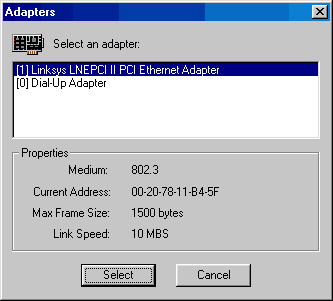 Adapters
Select an adapter:
[1] Linksys LNEPCI II PCI Ethernet Adapter
[0] Dial-Up Adapter
Properties
Medium: 802.3
Current Address: 00-20-78-11-B4-5F
Max Frame Size: 1500 bytes
Link Speed: 10 MBS
Select Cancel